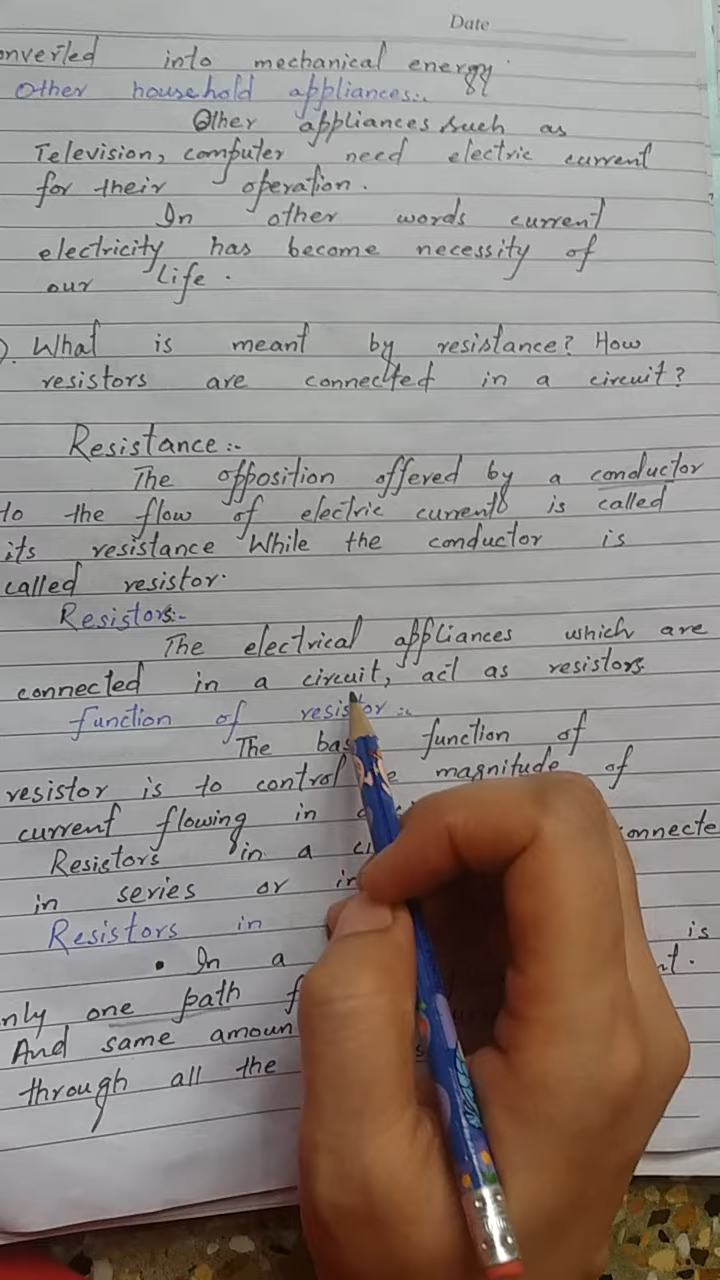 Date
onverled into mechanical energy.
Other household appliances:-
Other appliances such as
Television, computer need electric current
for their operation.
In other words current
electricity has become necessity of
our life.
). What is meant by resistance? How
resistors are connected in a circuit?
Resistance:-
The opposition offered by a conductor
to the flow of electric current is called
its resistance While the conductor is
called resistor.
Resistors:-
The electrical appliances which are
connected in a circuit, act as resistors
function of resistor:-
The function of
resistor is to control magnitude of
current flowing in
Resistors in a connecte
in series or in
Resistors in
• In a is
nly one path
And same amoun
through all the